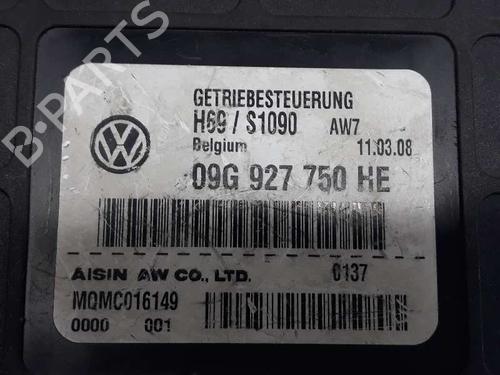 B-PARTS
GETRIEBESTEUERUNG
H69 / S1090 AW7
Belgium 11.03.08
09G 927 750 HE
AISIN AW CO., LTD. 0137
MQMC016149
0000 001